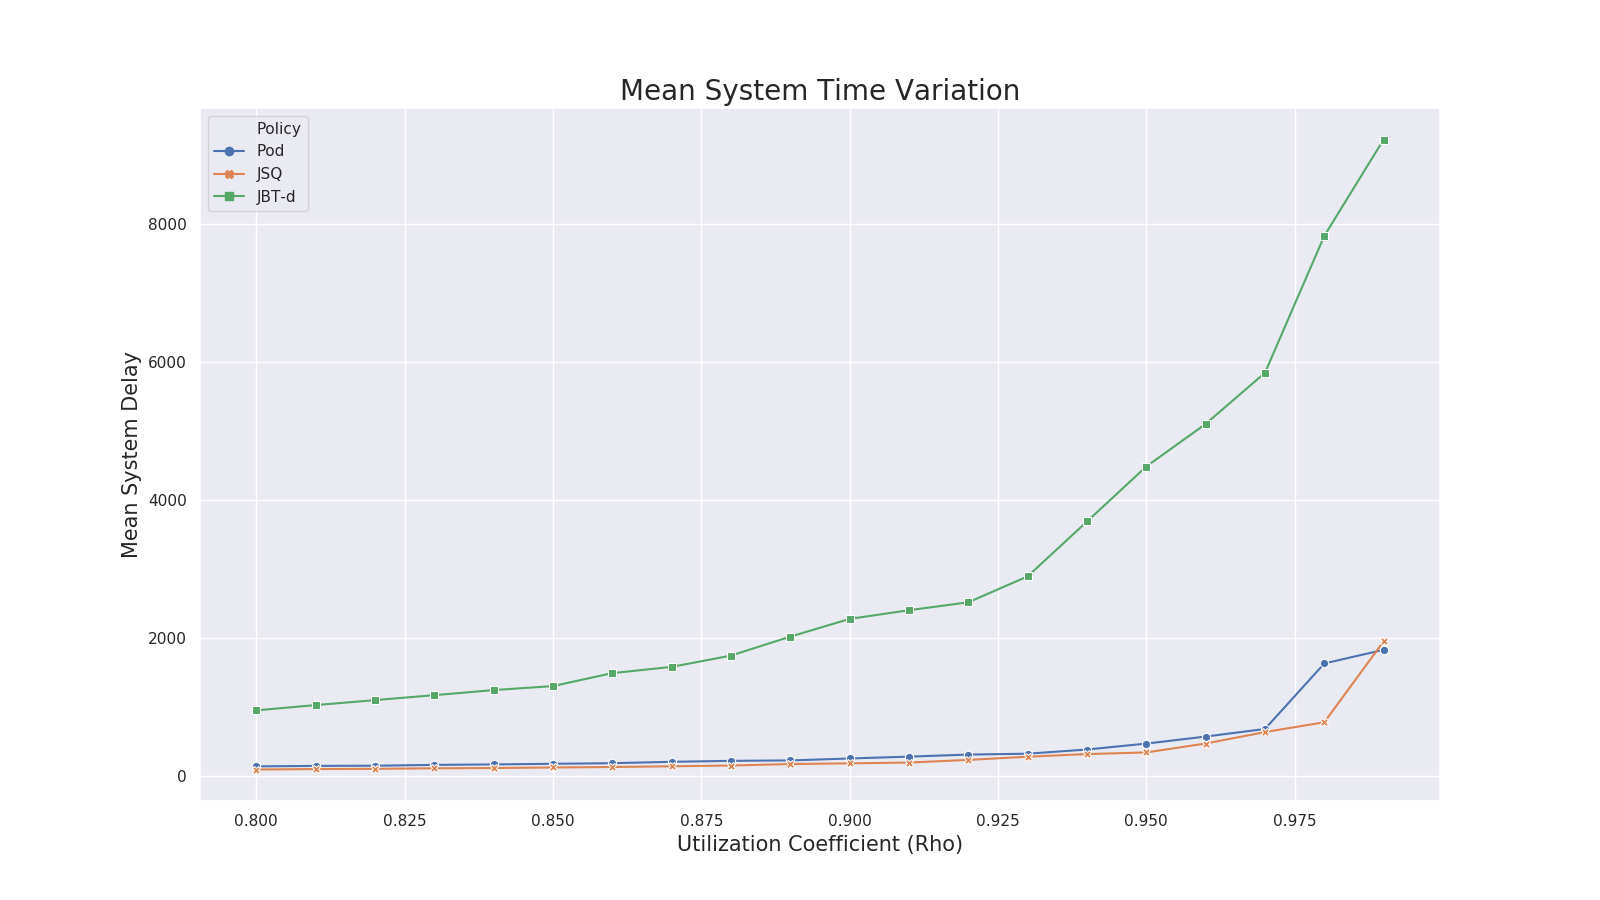 Mean System Time Variation
Policy
Pod
JSQ
JBT-d
8000
6000
4000
2000
0
Mean System Delay
0.800 0.825 0.850 0.875 0.900 0.925 0.950 0.975
Utilization Coefficient (Rho)